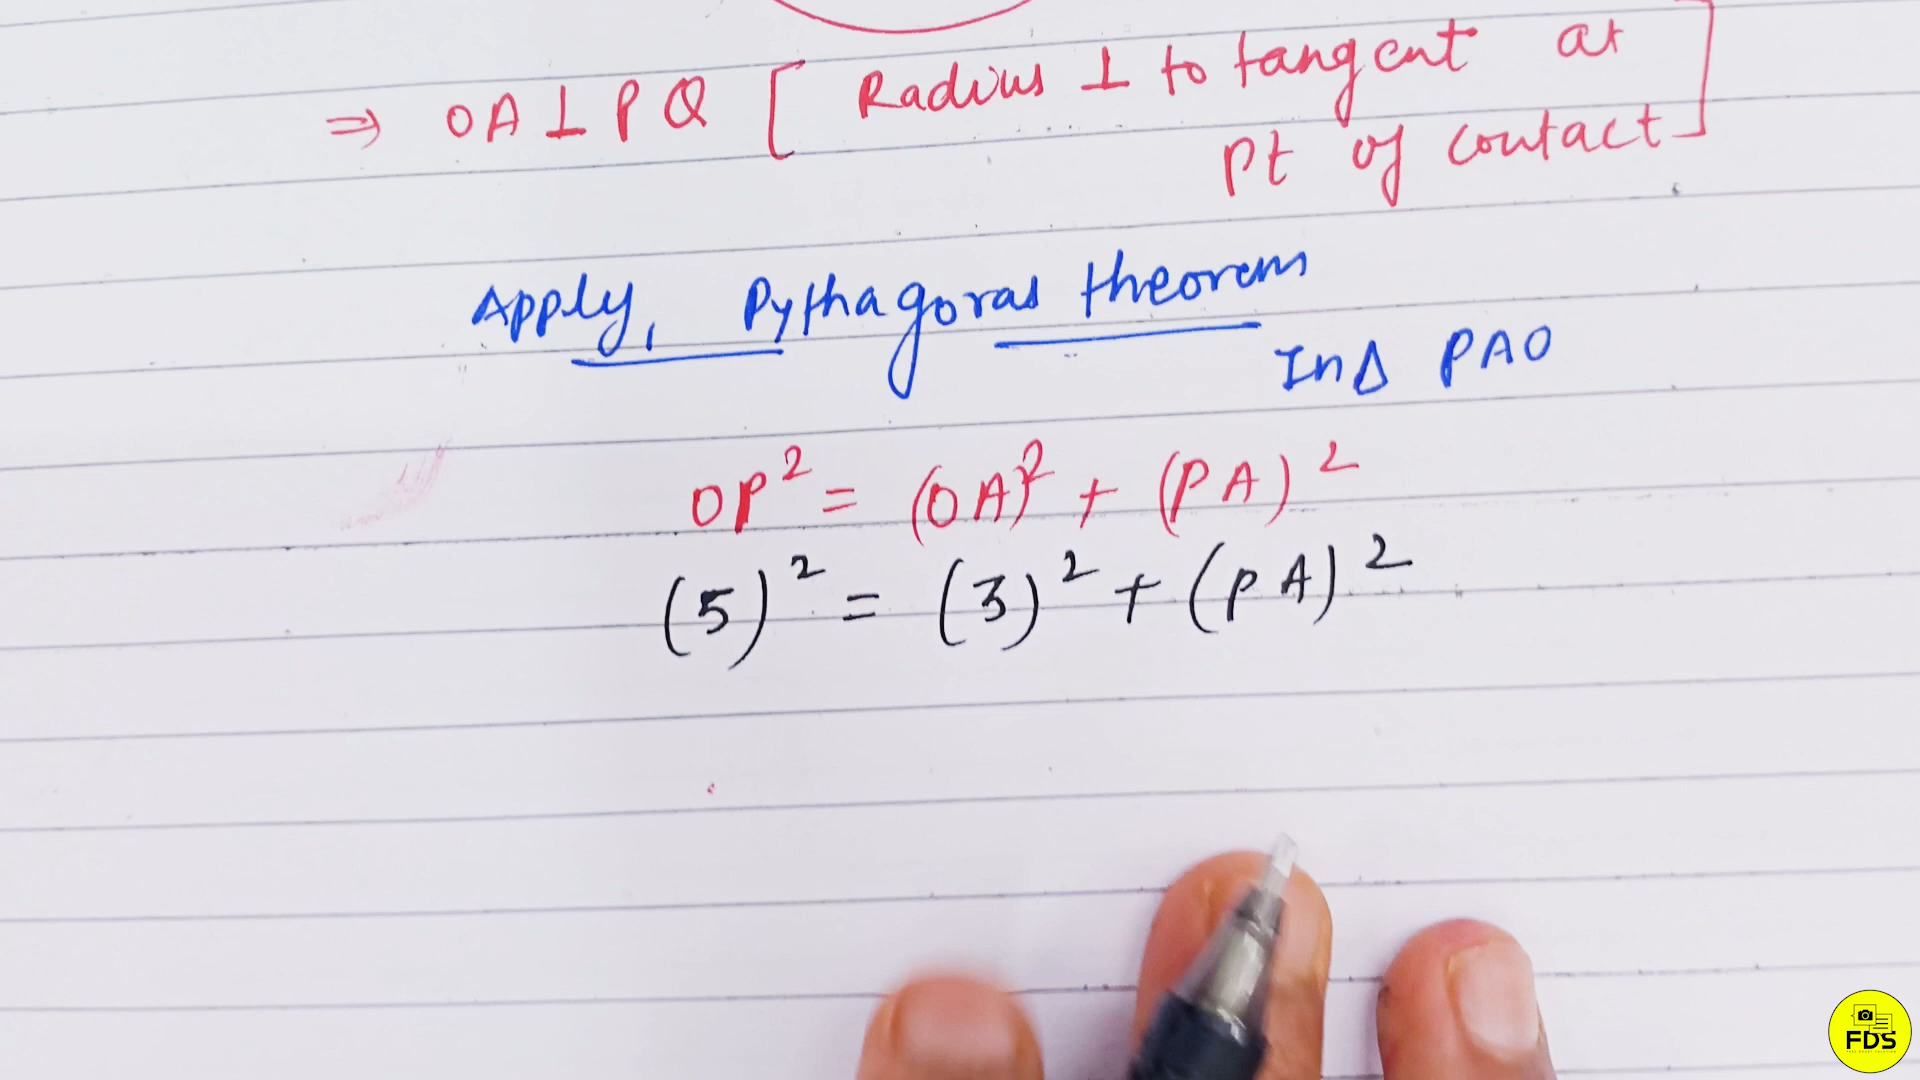 ⇒ OA ⊥ PQ [ Radius ⊥ to tangent at
pt of contact ]
Apply, Pythagoras theorem
In Δ PAO
OP² = (OA)² + (PA)²
(5)² = (3)² + (PA)²
FDS